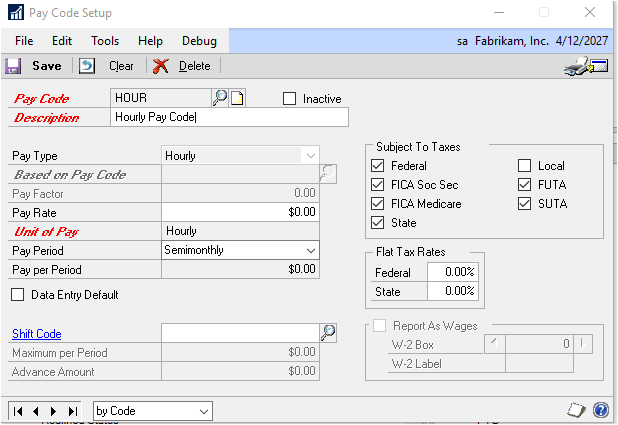 Pay Code Setup
File Edit Tools Help Debug sa Fabrikam, Inc. 4/12/2027
Save Clear Delete
Pay Code HOUR Inactive
Description Hourly Pay Code
Pay Type Hourly
Based on Pay Code
Pay Factor 0.00
Pay Rate $0.00
Unit of Pay Hourly
Pay Period Semimonthly
Pay per Period $0.00
Data Entry Default
Shift Code
Maximum per Period $0.00
Advance Amount $0.00
Subject To Taxes
Federal Local
FICA Soc Sec FUTA
FICA Medicare SUTA
State
Flat Tax Rates
Federal 0.00%
State 0.00%
Report As Wages
W-2 Box 0
W-2 Label
by Code